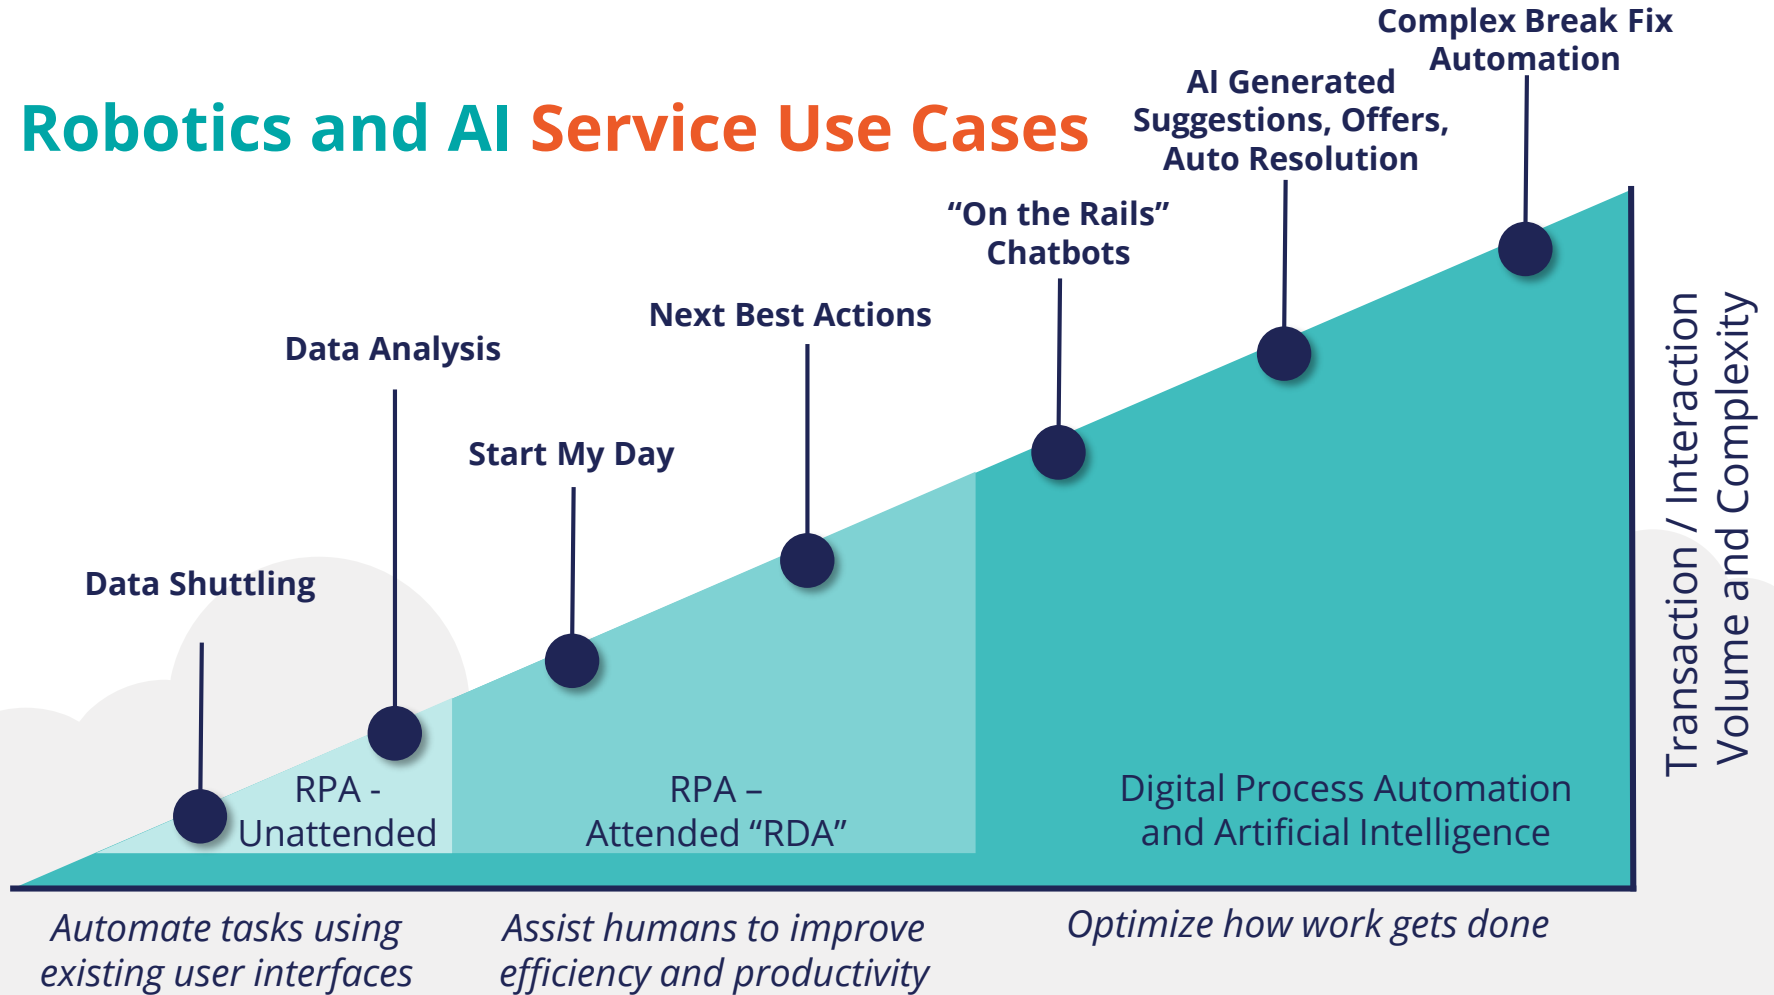 Robotics and AI Service Use Cases
Complex Break Fix
Automation
AI Generated
Suggestions, Offers,
Auto Resolution
“On the Rails”
Chatbots
Next Best Actions
Data Analysis
Start My Day
Data Shuttling
RPA -
Unattended
RPA –
Attended “RDA”
Digital Process Automation
and Artificial Intelligence
Transaction / Interaction
Volume and Complexity
Automate tasks using
existing user interfaces
Assist humans to improve
efficiency and productivity
Optimize how work gets done